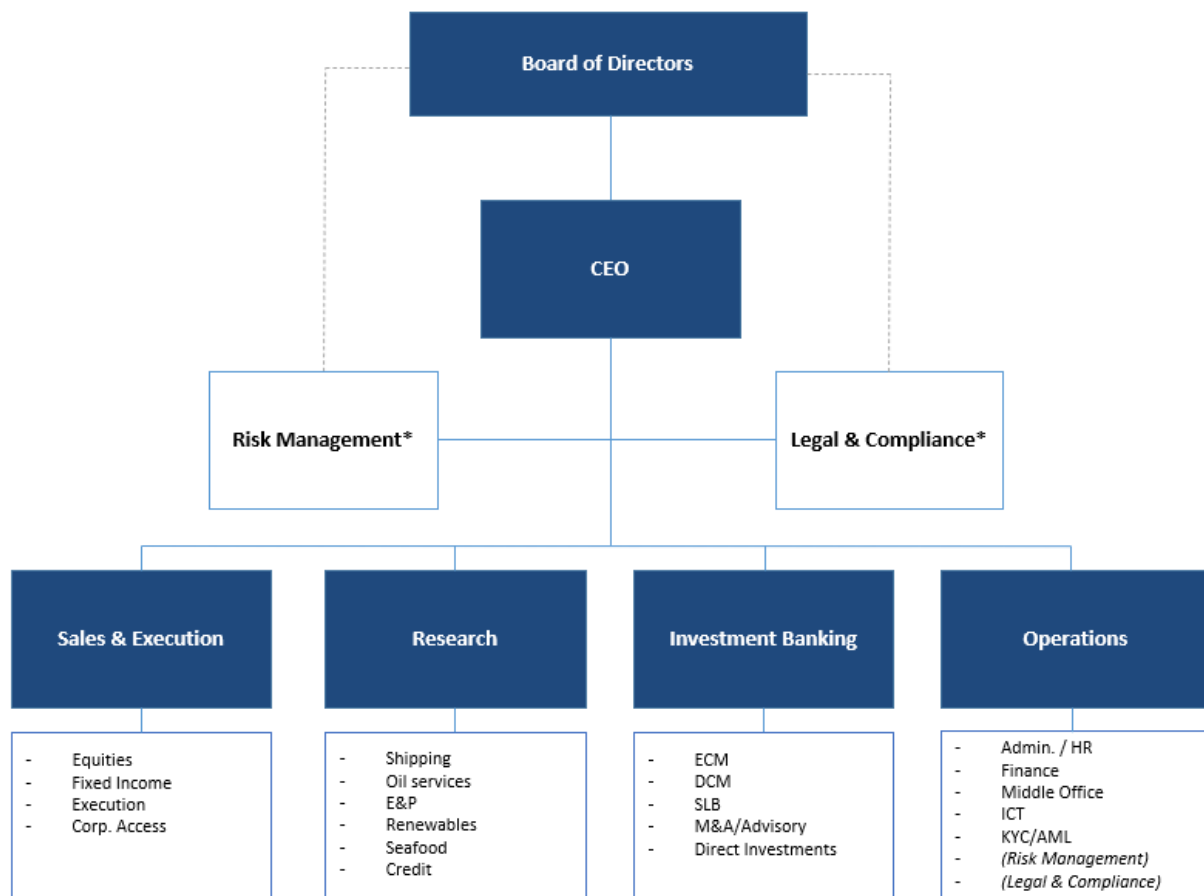 Board of Directors
CEO
Risk Management*
Legal & Compliance*
Sales & Execution
Research
Investment Banking
Operations
- Equities
- Fixed Income
- Execution
- Corp. Access
- Shipping
- Oil services
- E&P
- Renewables
- Seafood
- Credit
- ECM
- DCM
- SLB
- M&A/Advisory
- Direct Investments
- Admin. / HR
- Finance
- Middle Office
- ICT
- KYC/AML
- (Risk Management)
- (Legal & Compliance)